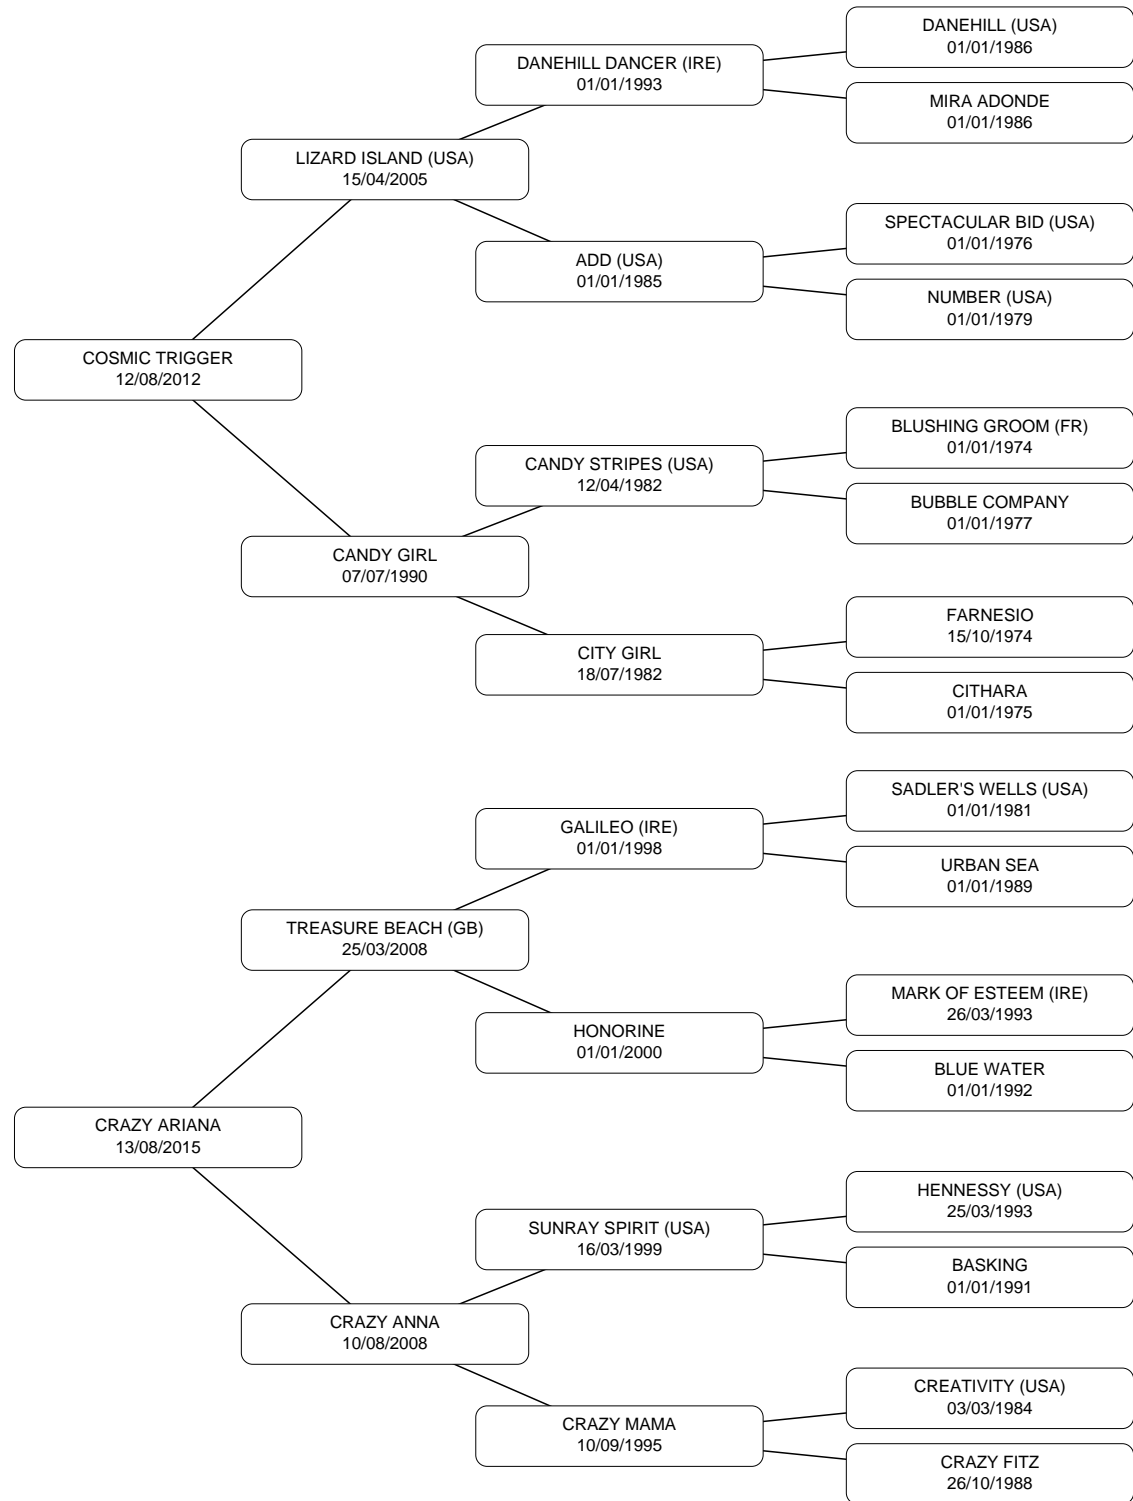 DANEHILL (USA)
01/01/1986
DANEHILL DANCER (IRE)
01/01/1993
MIRA ADONDE
01/01/1986
LIZARD ISLAND (USA)
15/04/2005
SPECTACULAR BID (USA)
01/01/1976
ADD (USA)
01/01/1985
NUMBER (USA)
01/01/1979
COSMIC TRIGGER
12/08/2012
BLUSHING GROOM (FR)
01/01/1974
CANDY STRIPES (USA)
12/04/1982
BUBBLE COMPANY
01/01/1977
CANDY GIRL
07/07/1990
FARNESIO
15/10/1974
CITY GIRL
18/07/1982
CITHARA
01/01/1975
SADLER'S WELLS (USA)
01/01/1981
GALILEO (IRE)
01/01/1998
URBAN SEA
01/01/1989
TREASURE BEACH (GB)
25/03/2008
MARK OF ESTEEM (IRE)
26/03/1993
HONORINE
01/01/2000
BLUE WATER
01/01/1992
CRAZY ARIANA
13/08/2015
HENNESSY (USA)
25/03/1993
SUNRAY SPIRIT (USA)
16/03/1999
BASKING
01/01/1991
CRAZY ANNA
10/08/2008
CREATIVITY (USA)
03/03/1984
CRAZY MAMA
10/09/1995
CRAZY FITZ
26/10/1988